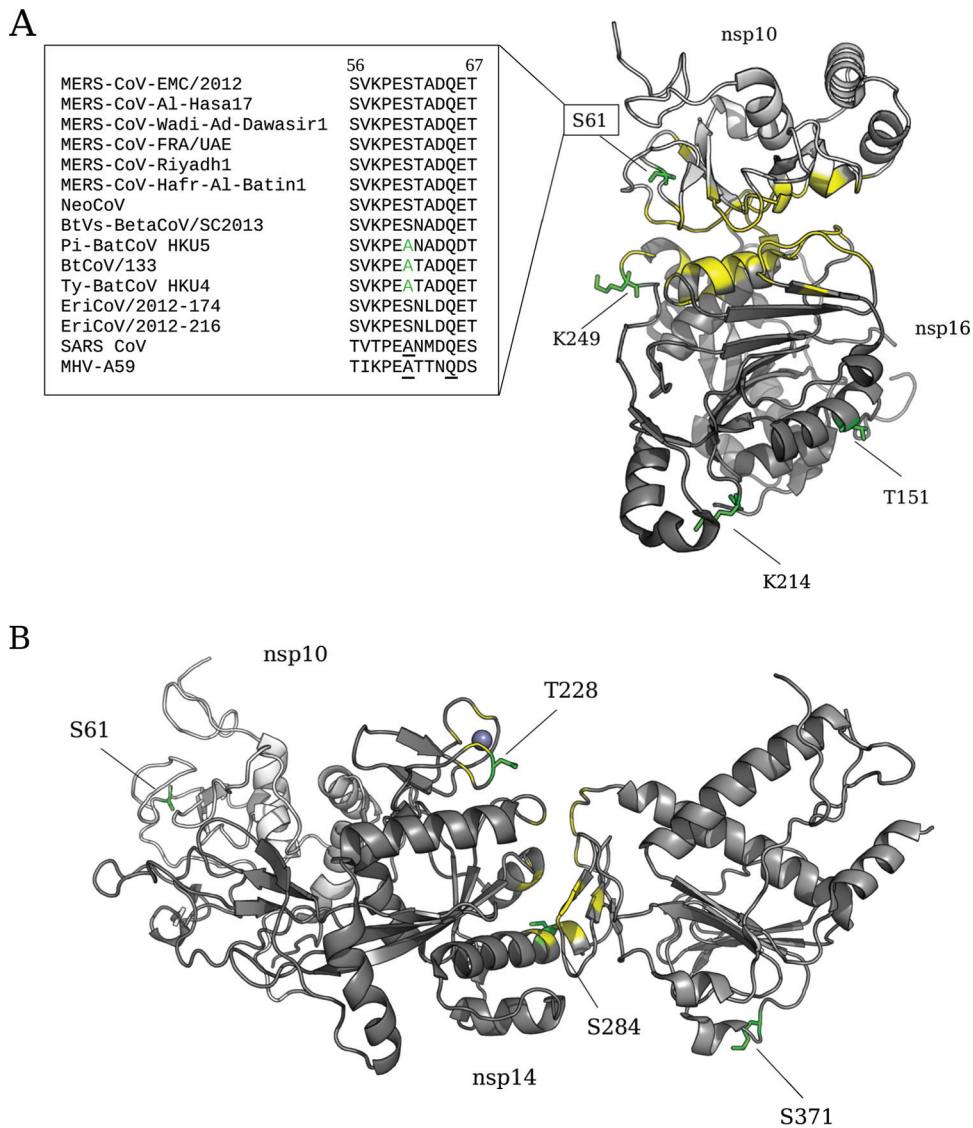 A
nsp10
56 67
MERS-CoV-EMC/2012 SVKPESTADQET
MERS-CoV-Al-Hasa17 SVKPESTADQET
MERS-CoV-Wadi-Ad-Dawasir1 SVKPESTADQET
MERS-CoV-FRA/UAE SVKPESTADQET
MERS-CoV-Riyadh1 SVKPESTADQET
MERS-CoV-Hafr-Al-Batin1 SVKPESTADQET
NeoCoV SVKPESTADQET
BtVs-BetaCoV/SC2013 SVKPESNADQET
Pi-BatCoV HKU5 SVKPEANADQDT
BtCoV/133 SVKPEATADQET
Ty-BatCoV HKU4 SVKPEATADQET
EriCoV/2012-174 SVKPESNLDQET
EriCoV/2012-216 SVKPESNLDQET
SARS CoV TVTPEANMDQES
MHV-A59 TIKPEATTNQDS
S61
K249
nsp16
T151
K214
B
nsp10
T228
S61
S284
nsp14
S371